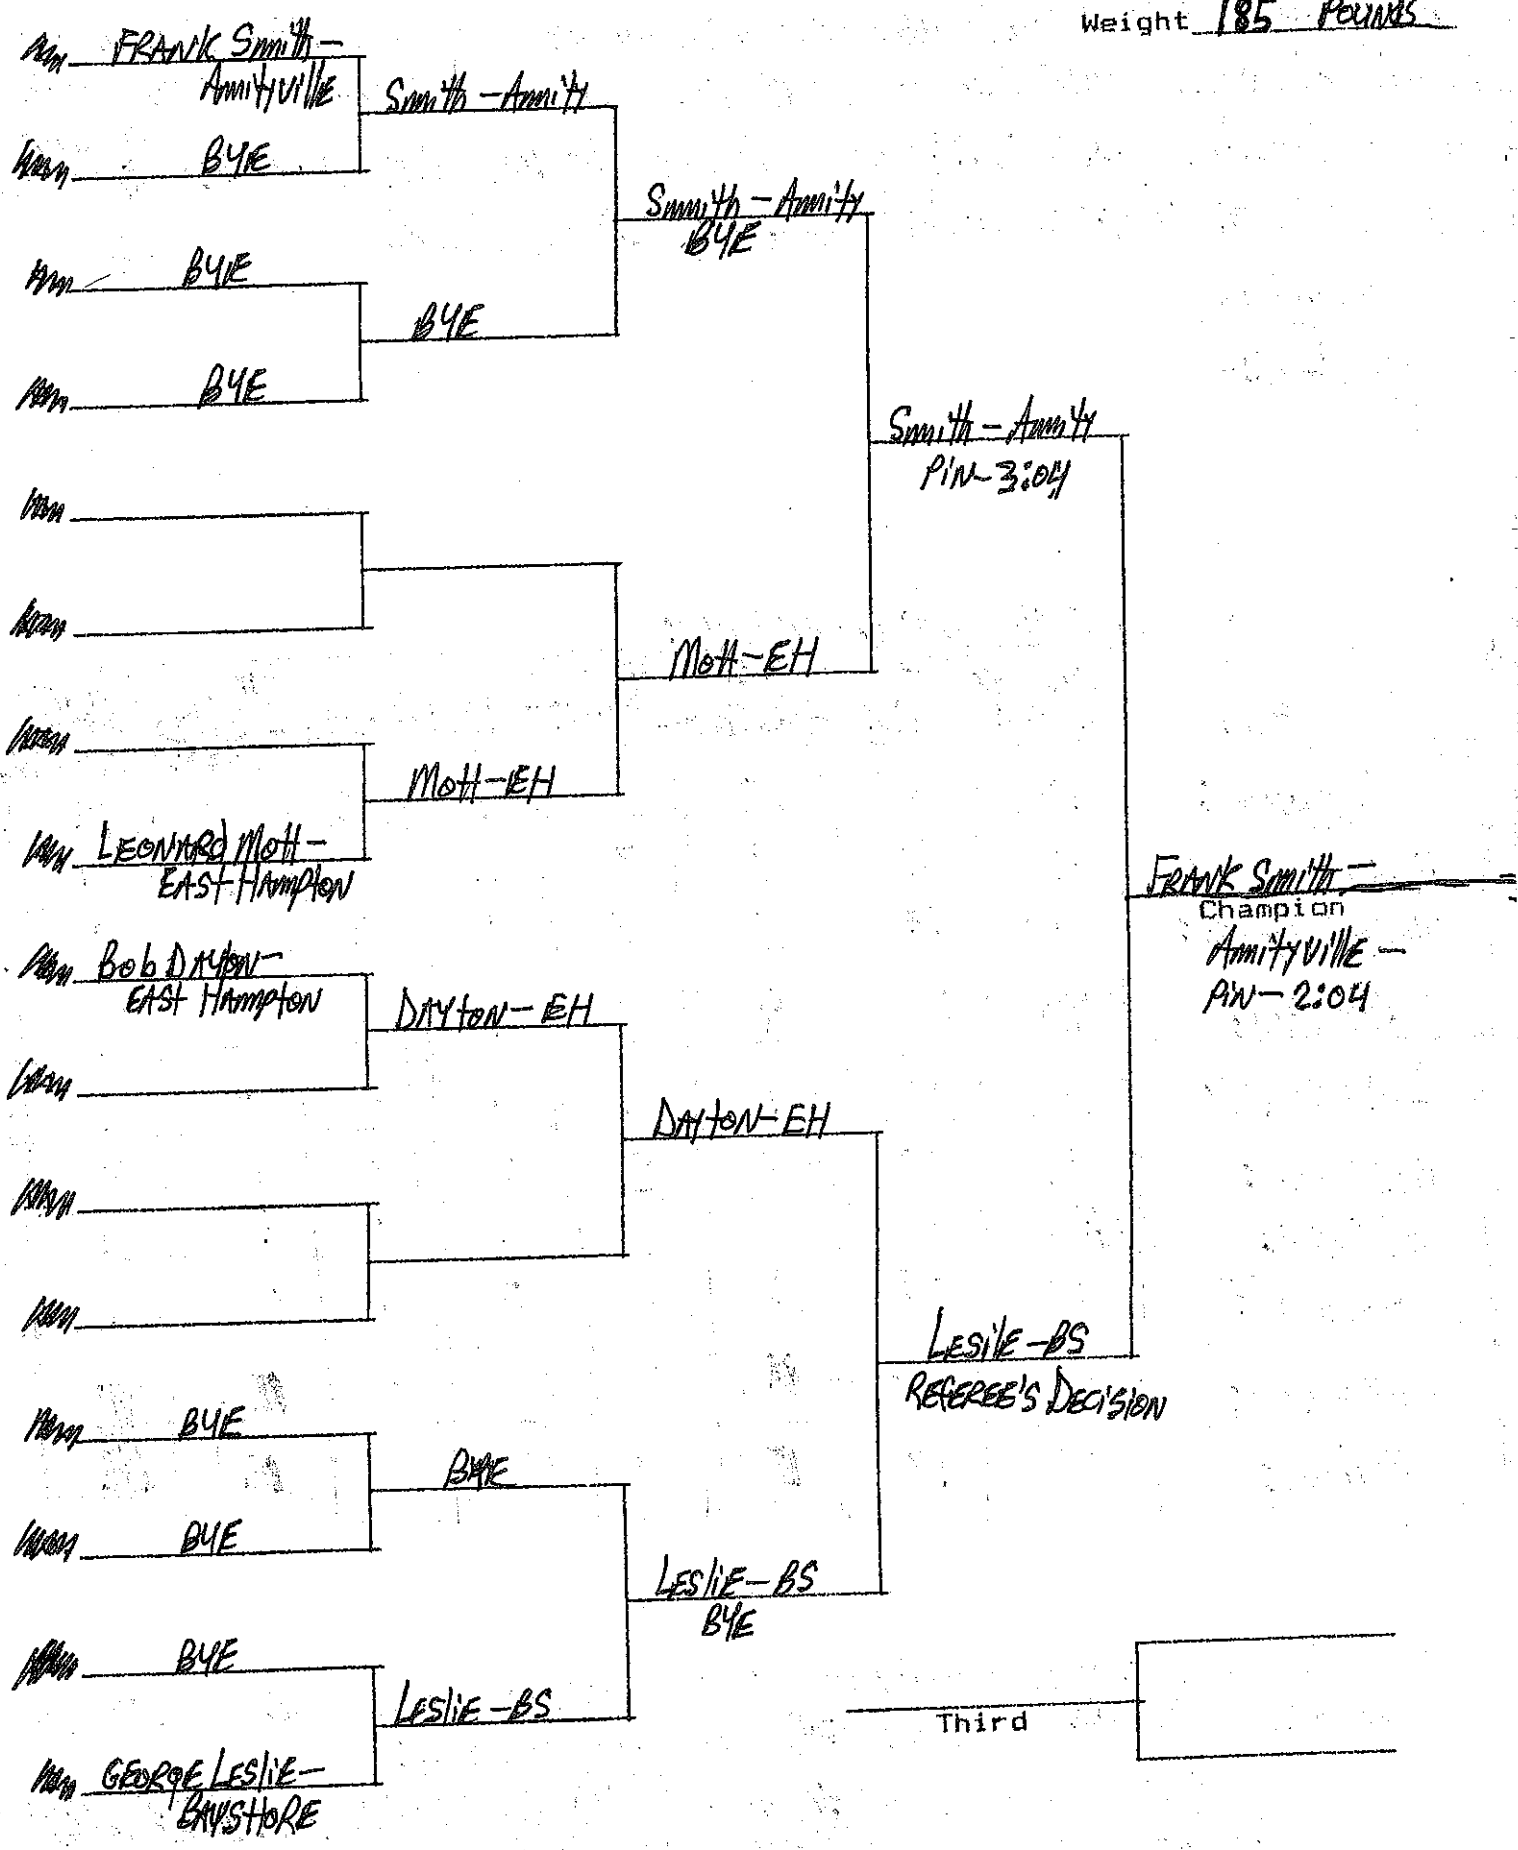 Weight 185 POUNDS
FRANK Smith -
Amityville
Smith - Amity
BYE
Smith - Amity
BYE
BYE
BYE
BYE
Smith - Amity
PiN - 3:04
Mott - EH
Mott - EH
LEONARd Mott -
EAST HAmptoN
FRANK Smith -
Champion
Amityville -
PiN - 2:04
Bob DAytoN -
EAST HAmptoN
DAytoN - EH
DAytoN - EH
LEsilE - BS
REFEREE'S DEcisioN
BYE
BYE
BYE
LEsliE - BS
BYE
BYE
LEsliE - BS
Third
GEORgE LEsliE -
BAYSHORE